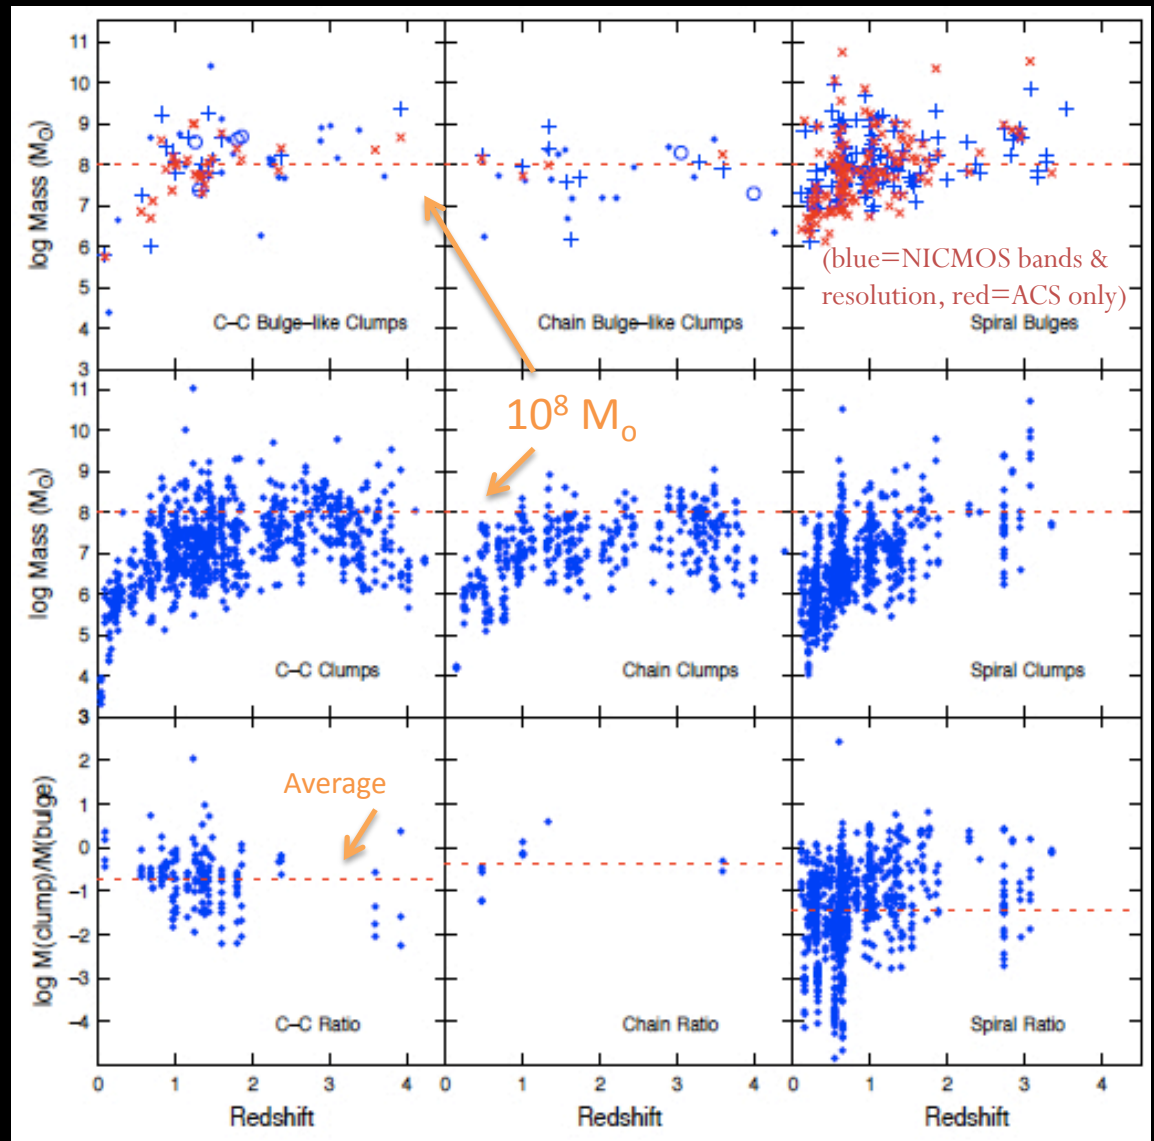 11
10
9
8
7
6
5
4
3
log Mass (M⊙)
C–C Bulge–like Clumps
Chain Bulge–like Clumps
(blue=NICMOS bands &
resolution, red=ACS only)
Spiral Bulges
10⁸ Mₒ
11
10
9
8
7
6
5
4
3
log Mass (M⊙)
C–C Clumps
Chain Clumps
Spiral Clumps
2
1
0
−1
−2
−3
−4
log M(clump)/M(bulge)
Average
C–C Ratio
Chain Ratio
Spiral Ratio
0 1 2 3 4 0 1 2 3 4 0 1 2 3 4
Redshift Redshift Redshift